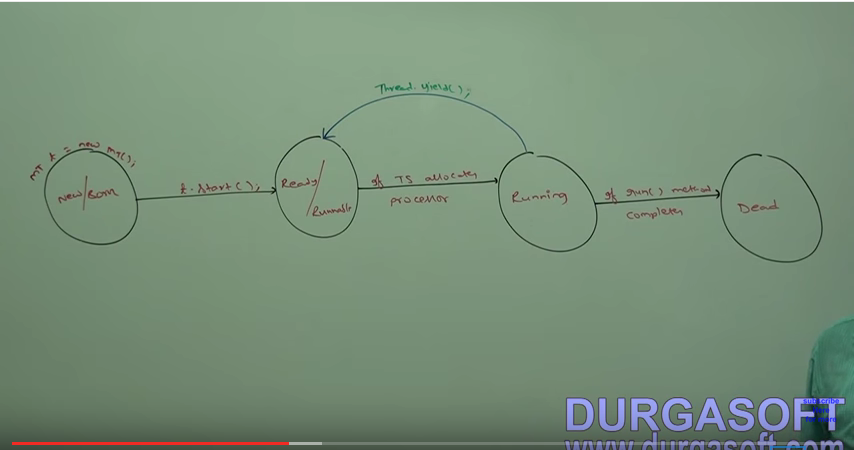 Thread.yield();
MT t = new MT();
New/Born
t.start();
Ready/
Runnable
if TS allocates
processor
Running
if run() method
completes
Dead
DURGASOFT
subscribe
www.durgasoft.com